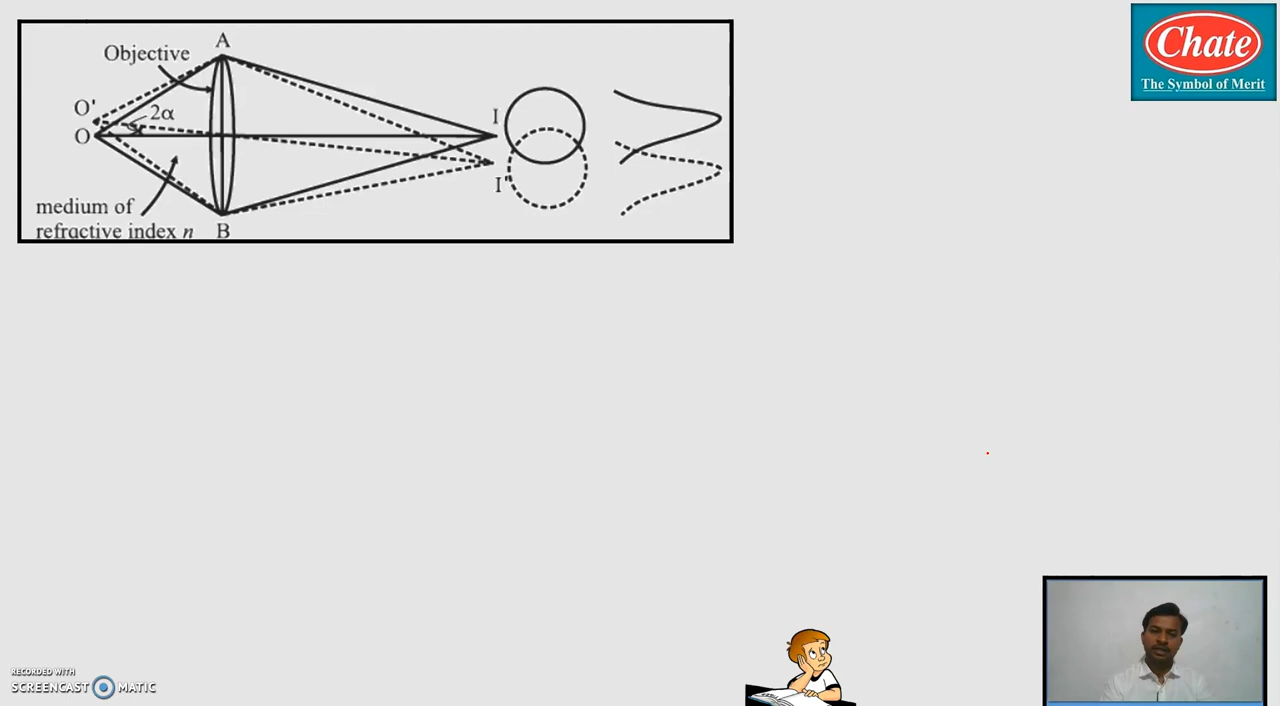 A
Objective
O'
2α
O
I
I'
medium of
refractive index n
B
Chate
The Symbol of Merit
RECORDED WITH
SCREENCAST MATIC